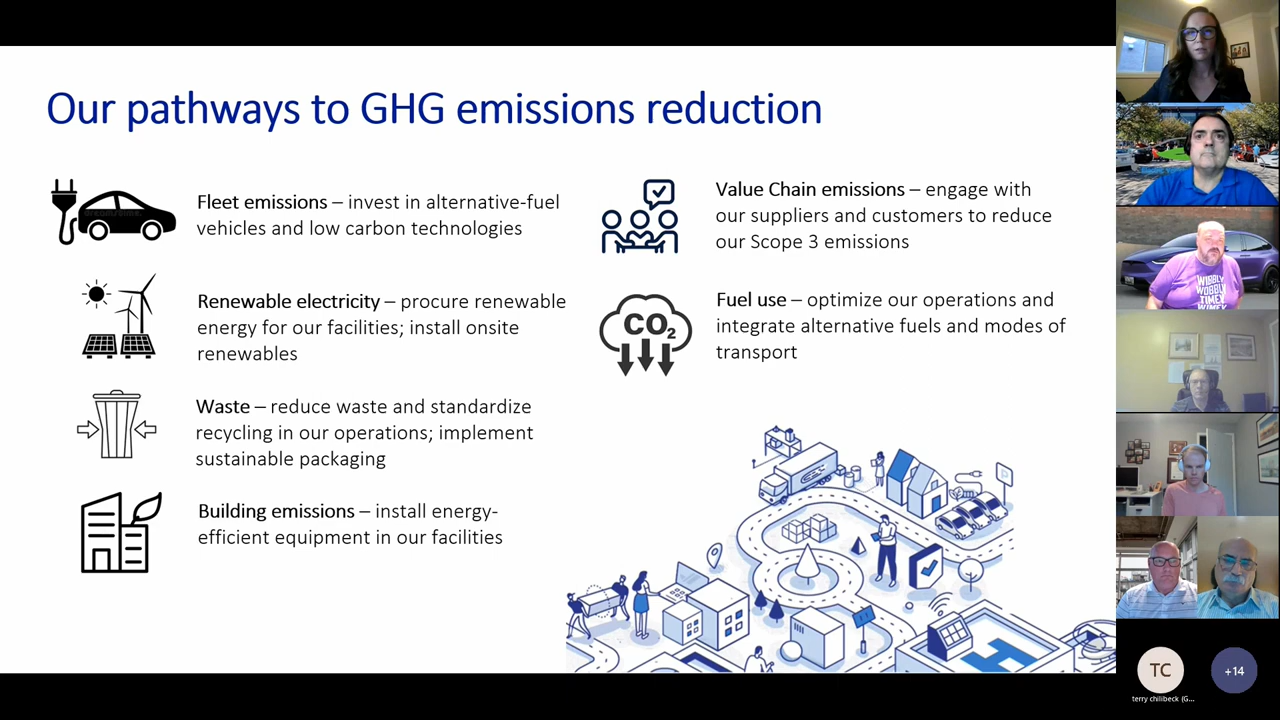 Our pathways to GHG emissions reduction
Fleet emissions – invest in alternative-fuel
vehicles and low carbon technologies
Renewable electricity – procure renewable
energy for our facilities; install onsite
renewables
Waste – reduce waste and standardize
recycling in our operations; implement
sustainable packaging
Building emissions – install energy-
efficient equipment in our facilities
Value Chain emissions – engage with
our suppliers and customers to reduce
our Scope 3 emissions
CO2
Fuel use – optimize our operations and
integrate alternative fuels and modes of
transport
H
WIBBLY
WOBBLY
TIMEY
WIMEY
TC
+14
terry chilibeck (G...